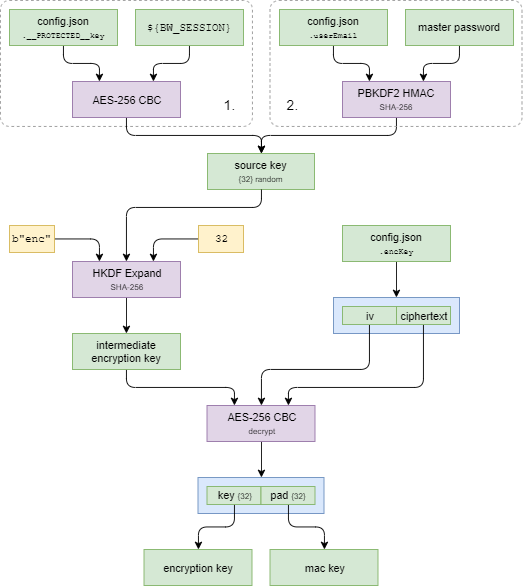 config.json
.__PROTECTED__key
${BW_SESSION}
config.json
.userEmail
master password
AES-256 CBC
1.
2.
PBKDF2 HMAC
SHA-256
source key
(32) random
b"enc"
32
config.json
.encKey
HKDF Expand
SHA-256
iv
ciphertext
intermediate
encryption key
AES-256 CBC
decrypt
key (32)
pad (32)
encryption key
mac key